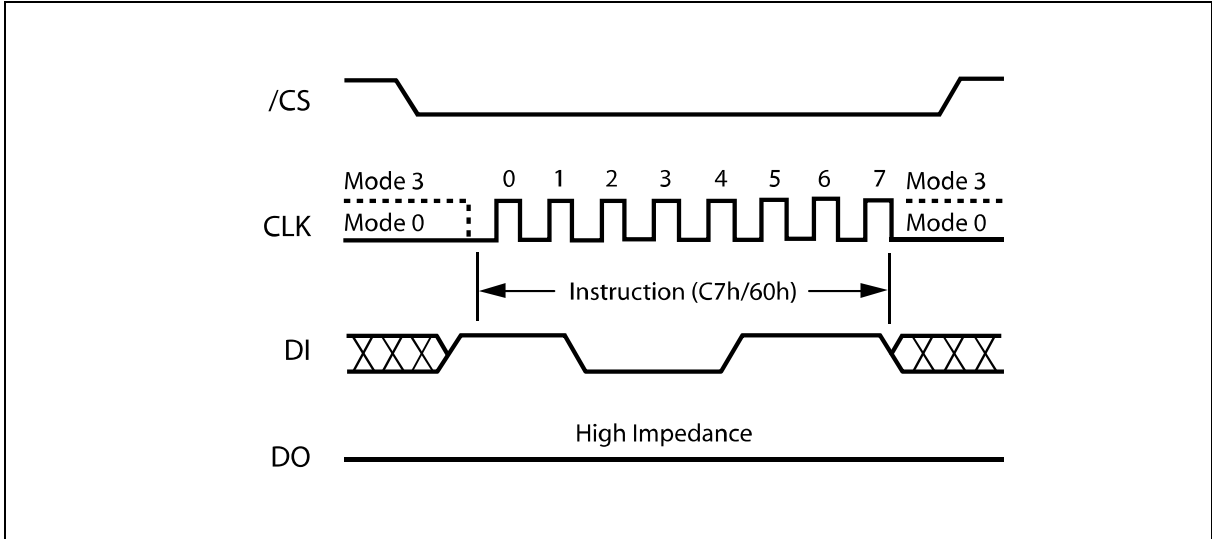 /CS
Mode 3 0 1 2 3 4 5 6 7 Mode 3
CLK Mode 0 Mode 0
Instruction (C7h/60h)
DI
High Impedance
DO